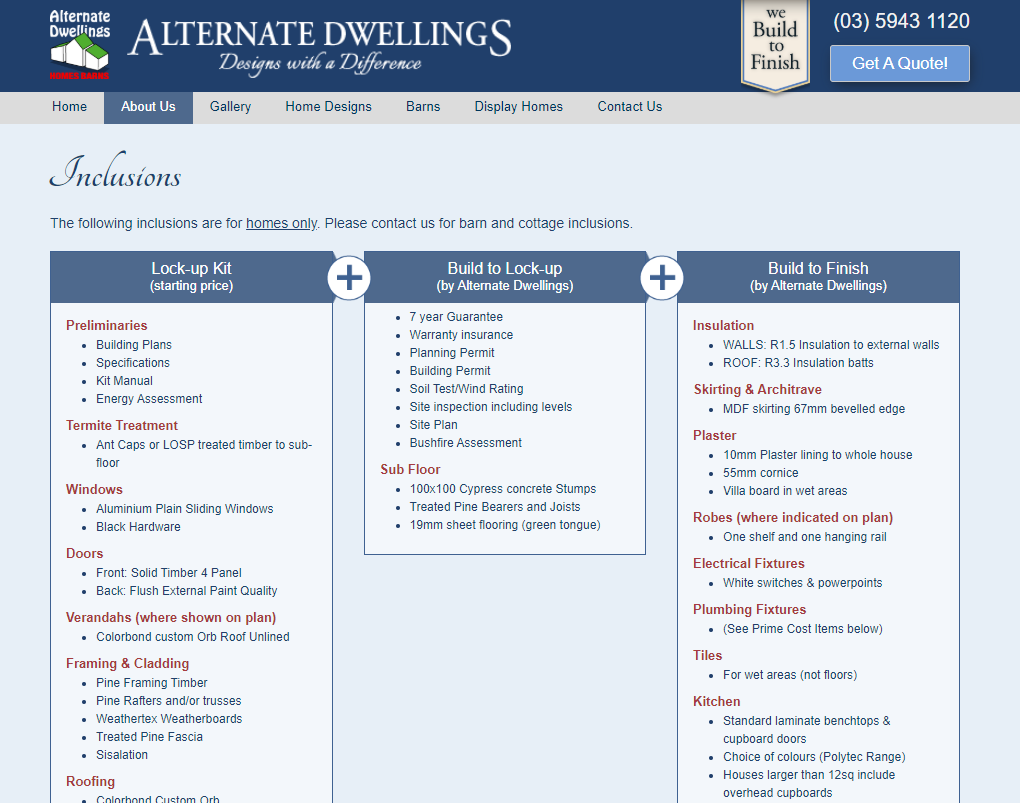 Alternate
Dwellings
HOMES BARNS
ALTERNATE DWELLINGS
Designs with a Difference
we
Build
to
Finish
(03) 5943 1120
Get A Quote!
Home
About Us
Gallery
Home Designs
Barns
Display Homes
Contact Us
Inclusions
The following inclusions are for homes only. Please contact us for barn and cottage inclusions.
Lock-up Kit
(starting price)
Preliminaries
• Building Plans
• Specifications
• Kit Manual
• Energy Assessment
Termite Treatment
• Ant Caps or LOSP treated timber to sub-
floor
Windows
• Aluminium Plain Sliding Windows
• Black Hardware
Doors
• Front: Solid Timber 4 Panel
• Back: Flush External Paint Quality
Verandahs (where shown on plan)
• Colorbond custom Orb Roof Unlined
Framing & Cladding
• Pine Framing Timber
• Pine Rafters and/or trusses
• Weathertex Weatherboards
• Treated Pine Fascia
• Sisalation
Roofing
• Colorbond Custom Orb
+
Build to Lock-up
(by Alternate Dwellings)
• 7 year Guarantee
• Warranty insurance
• Planning Permit
• Building Permit
• Soil Test/Wind Rating
• Site inspection including levels
• Site Plan
• Bushfire Assessment
Sub Floor
• 100x100 Cypress concrete Stumps
• Treated Pine Bearers and Joists
• 19mm sheet flooring (green tongue)
+
Build to Finish
(by Alternate Dwellings)
Insulation
• WALLS: R1.5 Insulation to external walls
• ROOF: R3.3 Insulation batts
Skirting & Architrave
• MDF skirting 67mm bevelled edge
Plaster
• 10mm Plaster lining to whole house
• 55mm cornice
• Villa board in wet areas
Robes (where indicated on plan)
• One shelf and one hanging rail
Electrical Fixtures
• White switches & powerpoints
Plumbing Fixtures
• (See Prime Cost Items below)
Tiles
• For wet areas (not floors)
Kitchen
• Standard laminate benchtops &
cupboard doors
• Choice of colours (Polytec Range)
• Houses larger than 12sq include
overhead cupboards